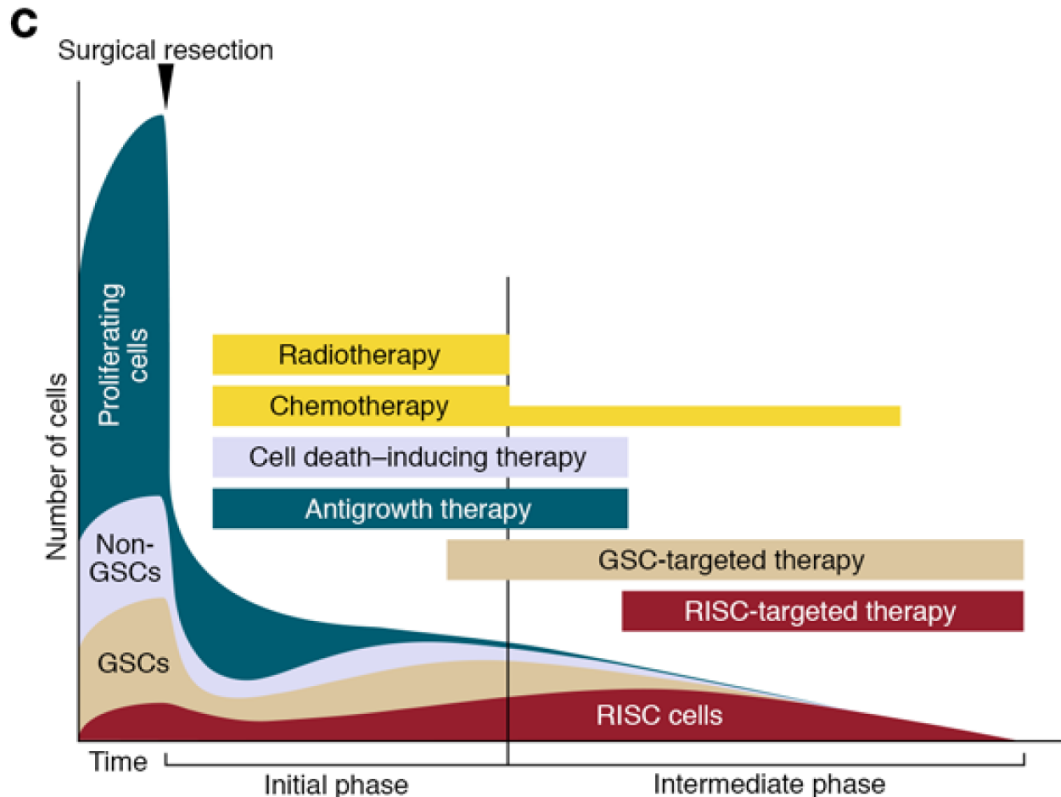 c
Surgical resection
Number of cells
Proliferating
cells
Non-
GSCs
GSCs
Radiotherapy
Chemotherapy
Cell death–inducing therapy
Antigrowth therapy
GSC-targeted therapy
RISC-targeted therapy
RISC cells
Time
Initial phase
Intermediate phase